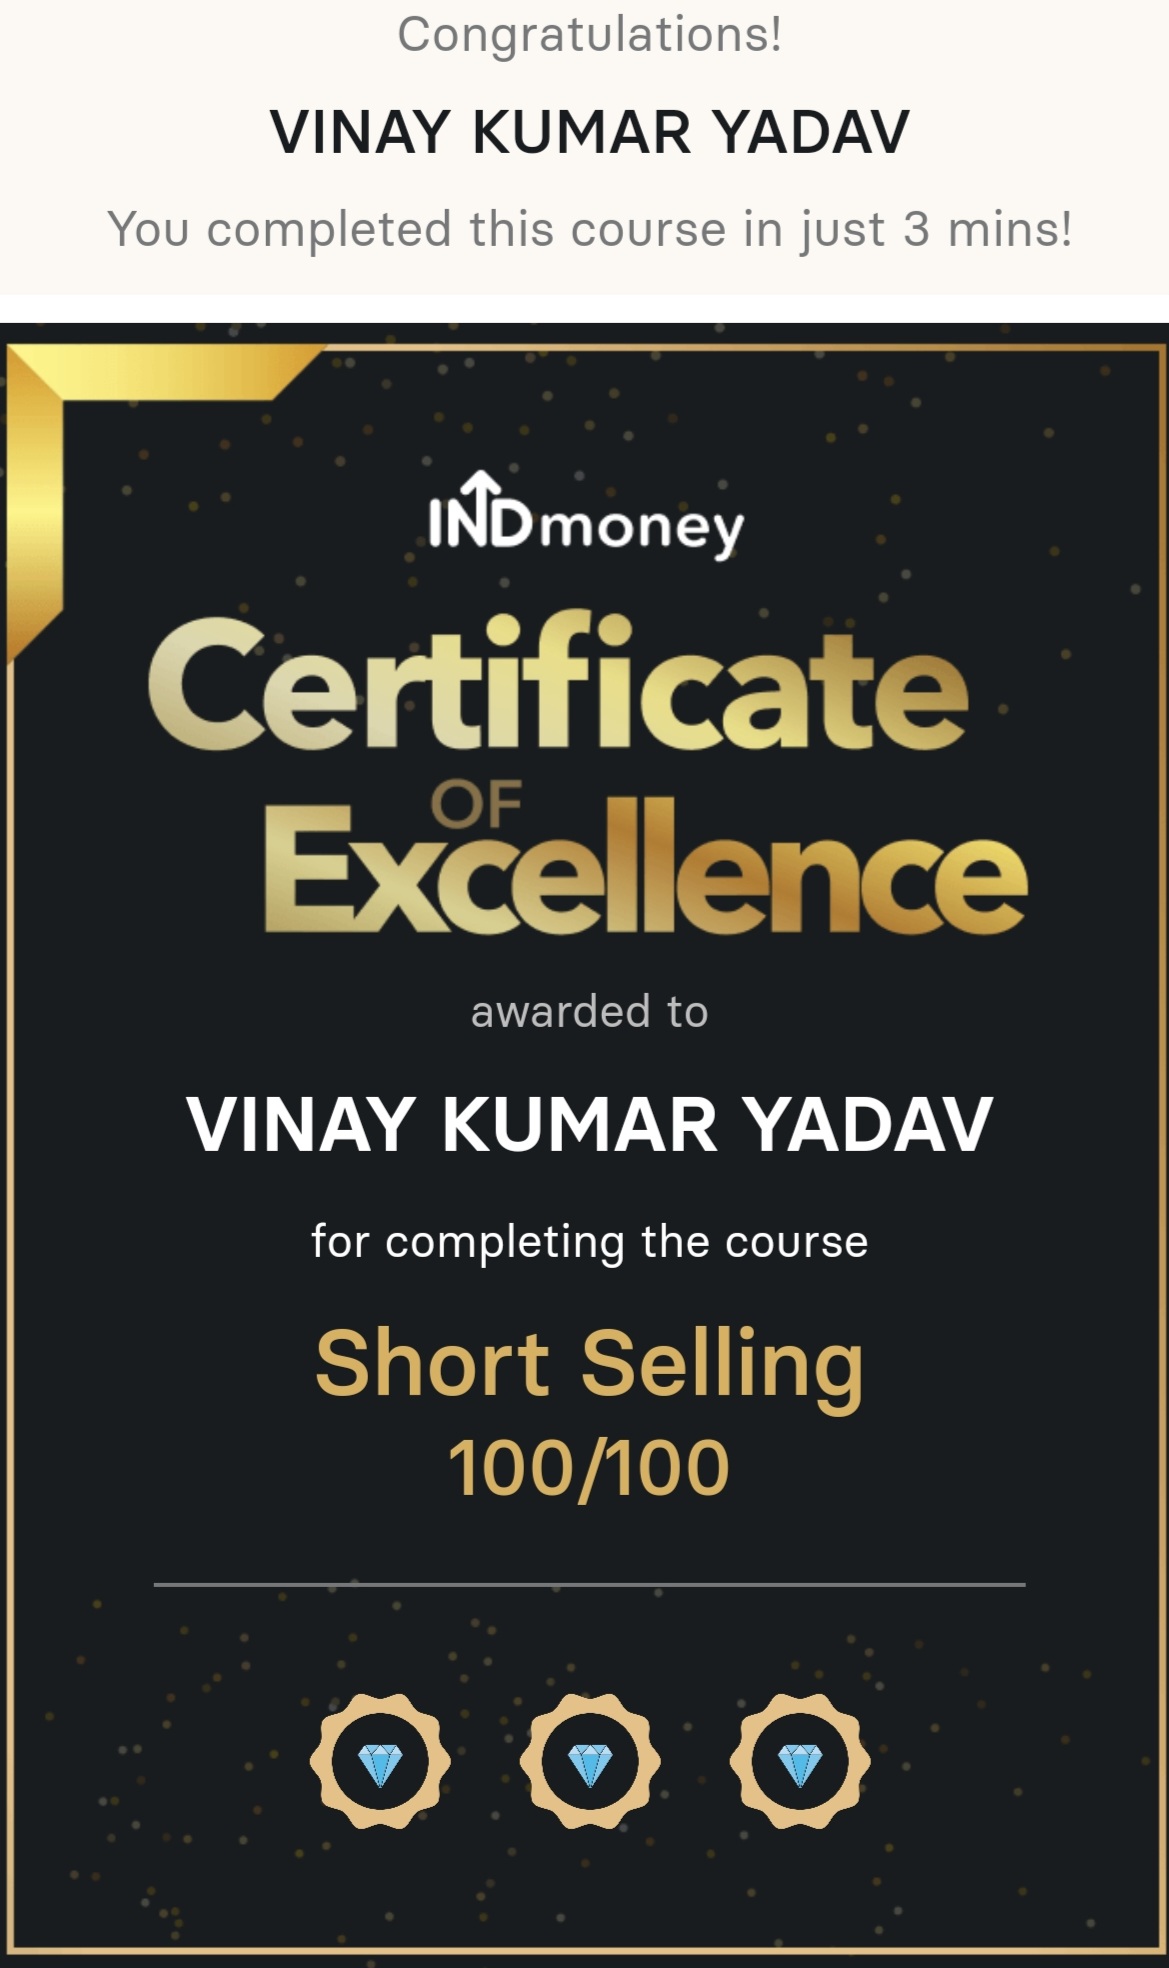 Congratulations!
VINAY KUMAR YADAV
You completed this course in just 3 mins!
INDmoney
Certificate
OF
Excellence
awarded to
VINAY KUMAR YADAV
for completing the course
Short Selling
100/100